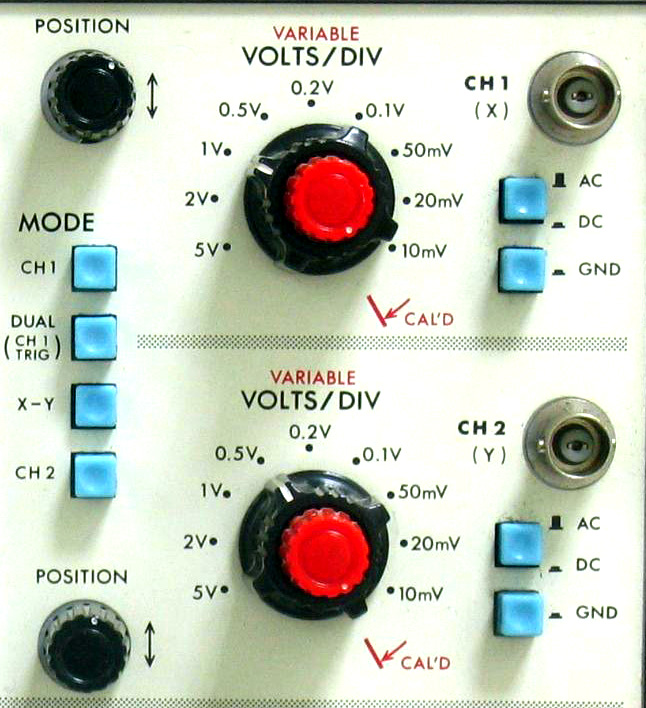 POSITION
VARIABLE
VOLTS/DIV
0.2V
0.5V
0.1V
1V
50mV
2V
20mV
5V
10mV
CAL'D
CH 1
(X)
AC
DC
GND
MODE
CH1
DUAL
(CH 1
TRIG)
X-Y
CH 2
VARIABLE
VOLTS/DIV
0.2V
0.5V
0.1V
1V
50mV
2V
20mV
5V
10mV
CAL'D
CH 2
(Y)
AC
DC
GND
POSITION